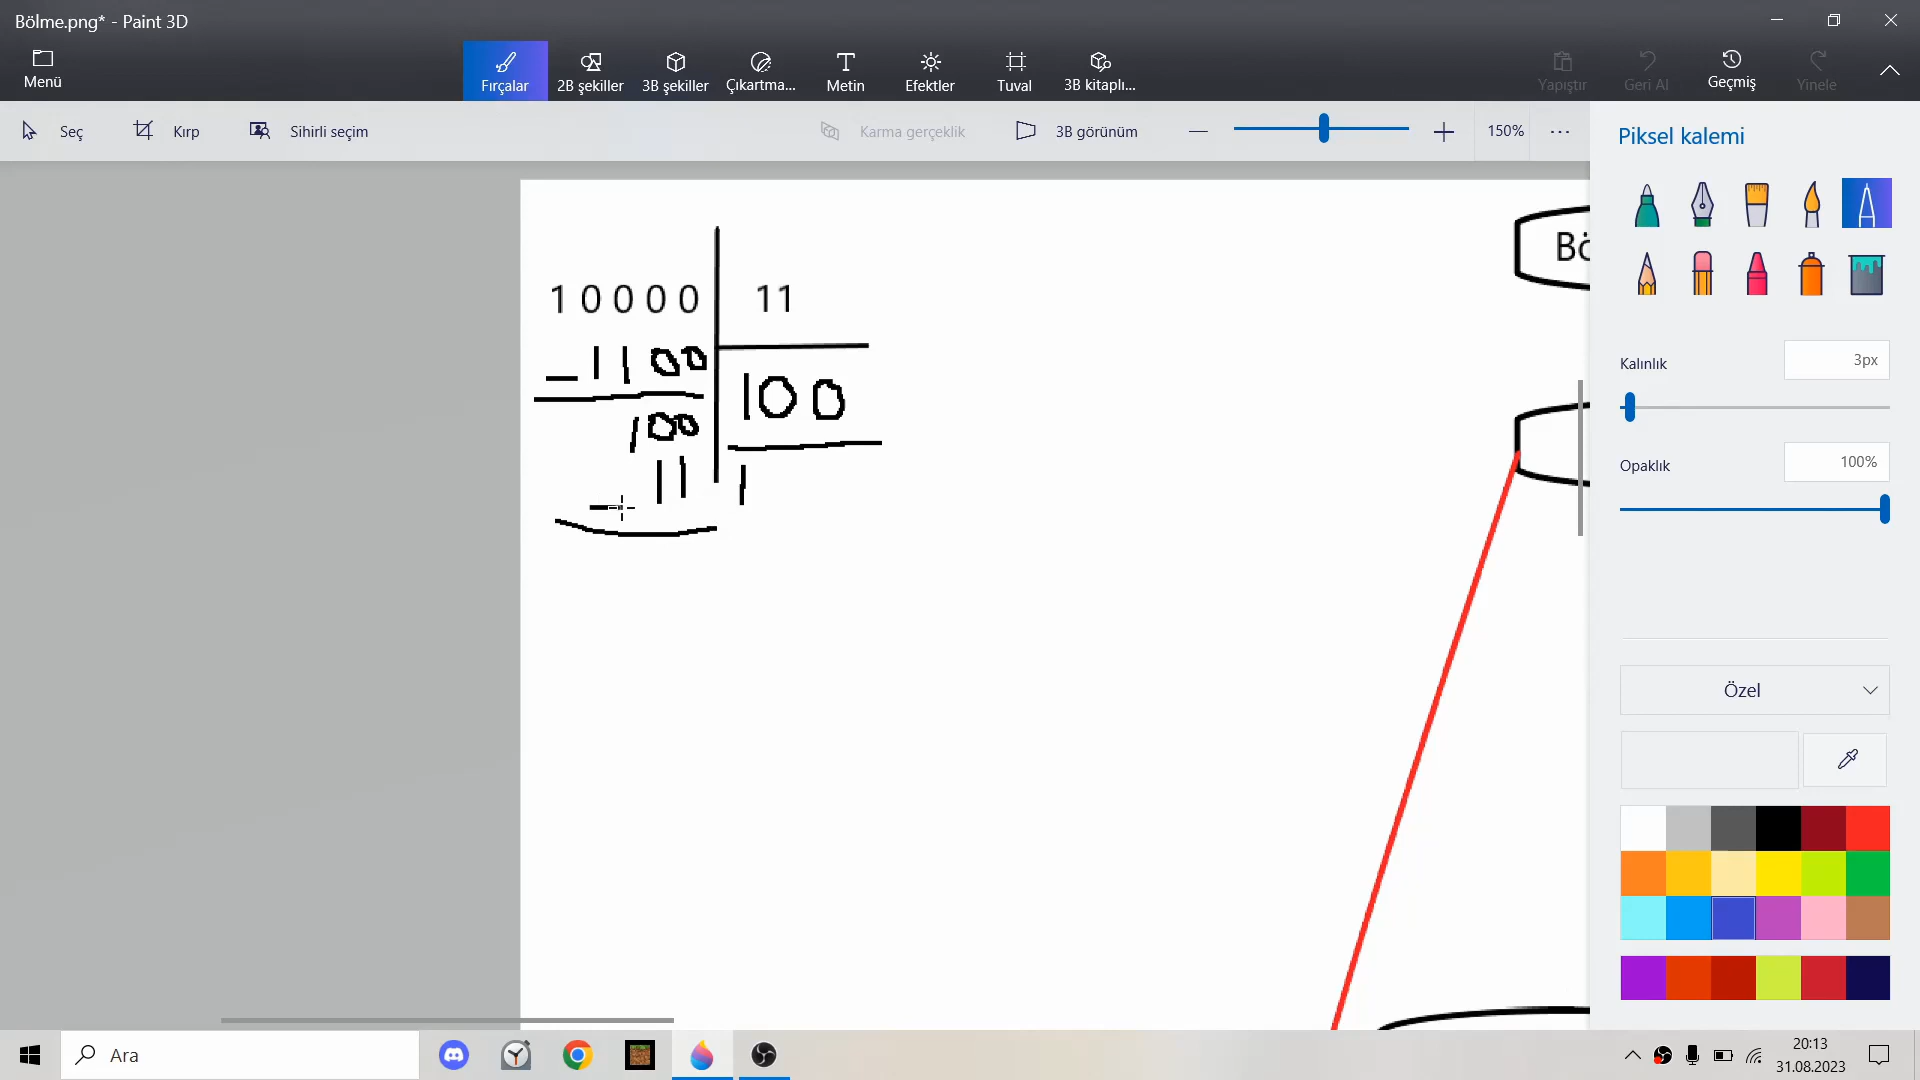 Bölme.png* - Paint 3D
Menü
Fırçalar
2B şekiller
3B şekiller
Çıkartma...
Metin
Efektler
Tuval
3B kitaplı...
Yapıştır
Geri Al
Geçmiş
Yinele
Seç
Kırp
Sihirli seçim
Karma gerçeklik
3B görünüm
150%
Piksel kalemi
Kalınlık
3px
Opaklık
100%
Özel
Bö
10000 11
-1100
100
100
11 1
-
Ara
20:13
31.08.2023